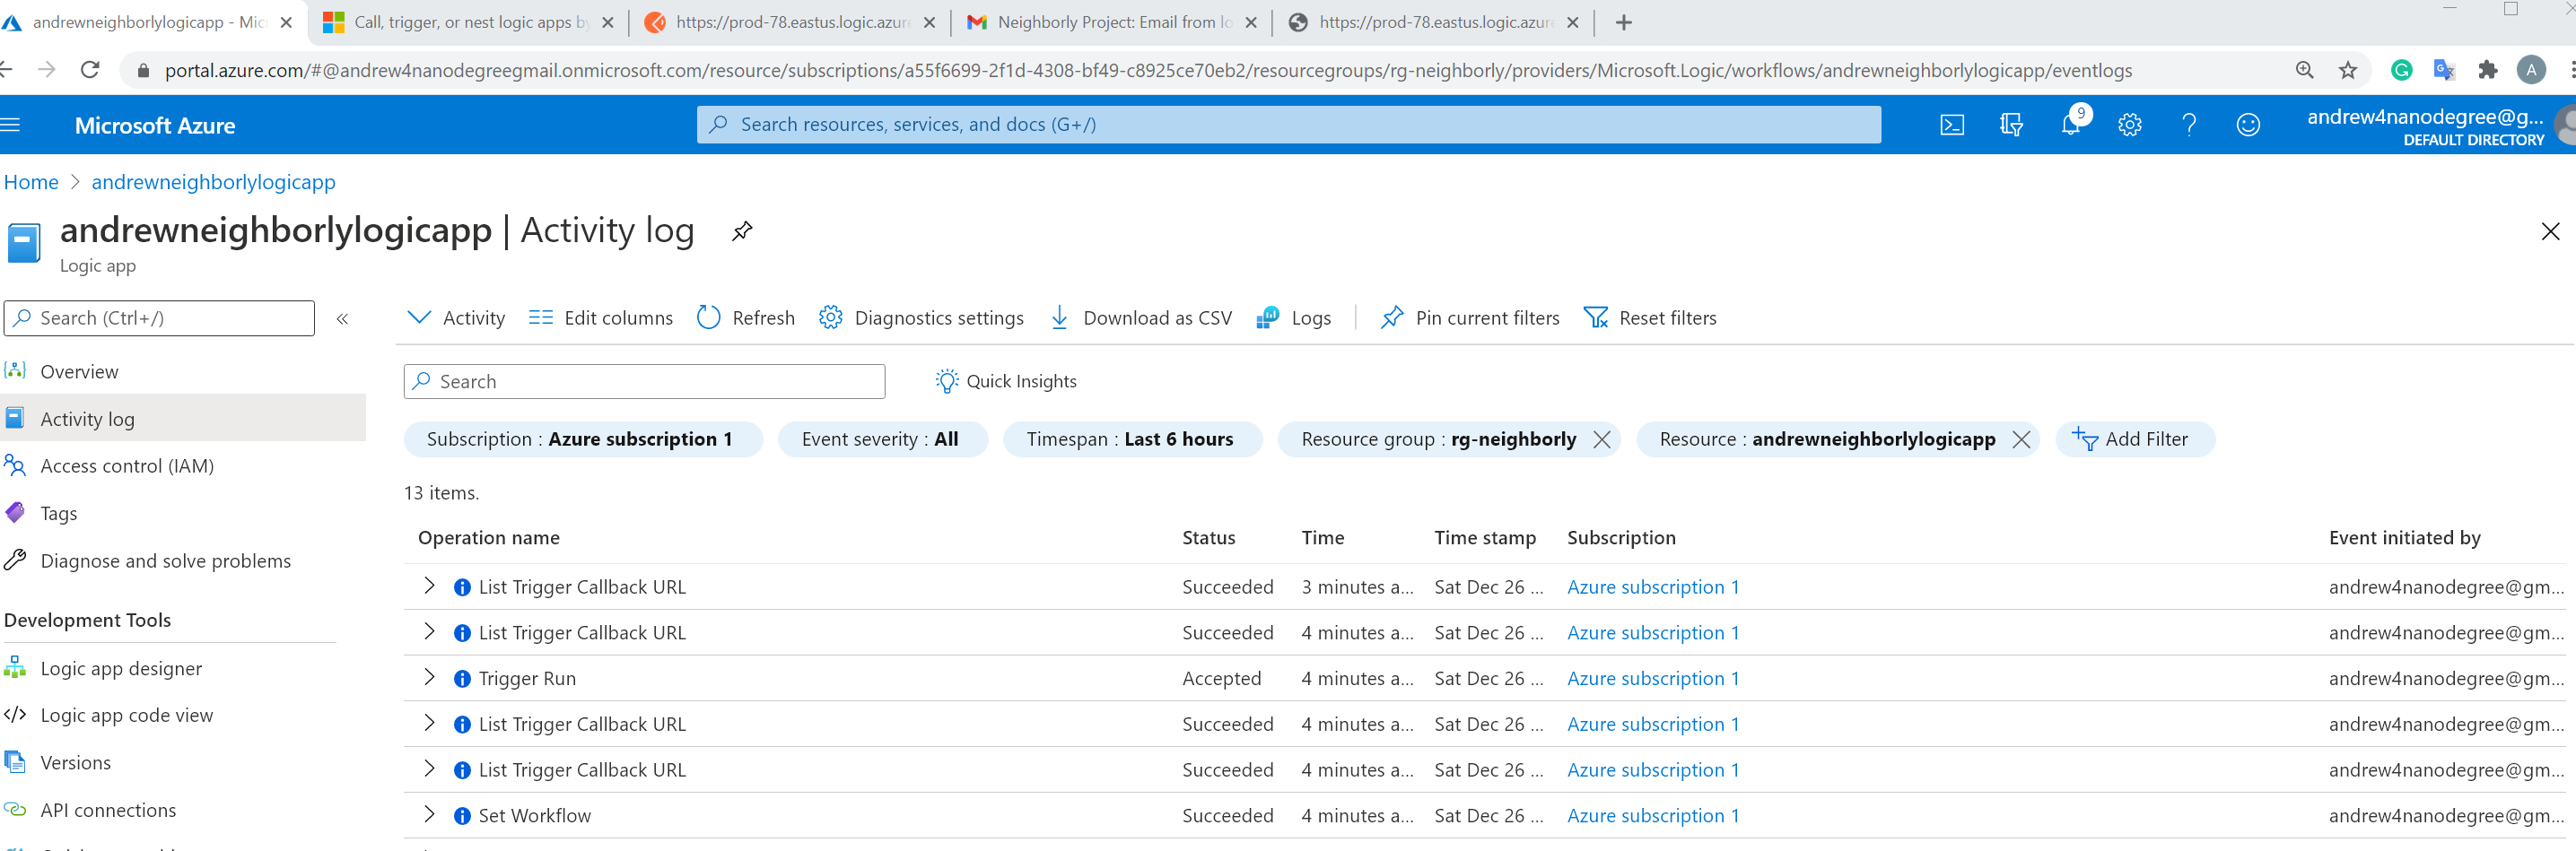 andrewneighborlylogicapp - Mic
Call, trigger, or nest logic apps by
https://prod-78.eastus.logic.azure
Neighborly Project: Email from lo
https://prod-78.eastus.logic.azure
portal.azure.com/#@andrew4nanodegreegmail.onmicrosoft.com/resource/subscriptions/a55f6699-2f1d-4308-bf49-c8925ce70eb2/resourcegroups/rg-neighborly/providers/Microsoft.Logic/workflows/andrewneighborlylogicapp/eventlogs
A
Microsoft Azure
Search resources, services, and docs (G+/)
9
andrew4nanodegree@g...
DEFAULT DIRECTORY
Home > andrewneighborlylogicapp
andrewneighborlylogicapp | Activity log
Logic app
Search (Ctrl+/)
«
Overview
Activity log
Access control (IAM)
Tags
Diagnose and solve problems
Development Tools
Logic app designer
Logic app code view
Versions
API connections
Activity Edit columns Refresh Diagnostics settings Download as CSV Logs Pin current filters Reset filters
Search
Quick Insights
Subscription : Azure subscription 1 Event severity : All Timespan : Last 6 hours Resource group : rg-neighborly Resource : andrewneighborlylogicapp Add Filter
13 items.
Operation name Status Time Time stamp Subscription Event initiated by
List Trigger Callback URL Succeeded 3 minutes a... Sat Dec 26 ... Azure subscription 1 andrew4nanodegree@gm...
List Trigger Callback URL Succeeded 4 minutes a... Sat Dec 26 ... Azure subscription 1 andrew4nanodegree@gm...
Trigger Run Accepted 4 minutes a... Sat Dec 26 ... Azure subscription 1 andrew4nanodegree@gm...
List Trigger Callback URL Succeeded 4 minutes a... Sat Dec 26 ... Azure subscription 1 andrew4nanodegree@gm...
List Trigger Callback URL Succeeded 4 minutes a... Sat Dec 26 ... Azure subscription 1 andrew4nanodegree@gm...
Set Workflow Succeeded 4 minutes a... Sat Dec 26 ... Azure subscription 1 andrew4nanodegree@gm...